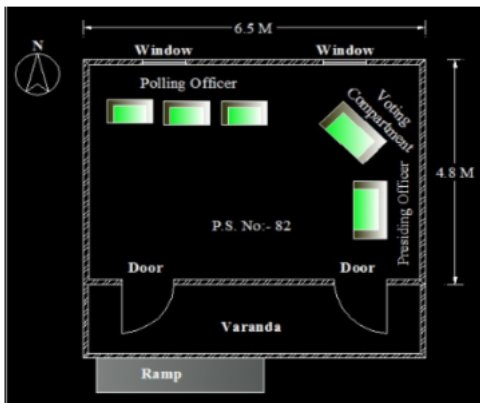 6.5 M
N
Window
Window
Polling Officer
Voting
Compartment
4.8 M
Presiding Officer
P.S. No:- 82
Door
Door
Varanda
Ramp